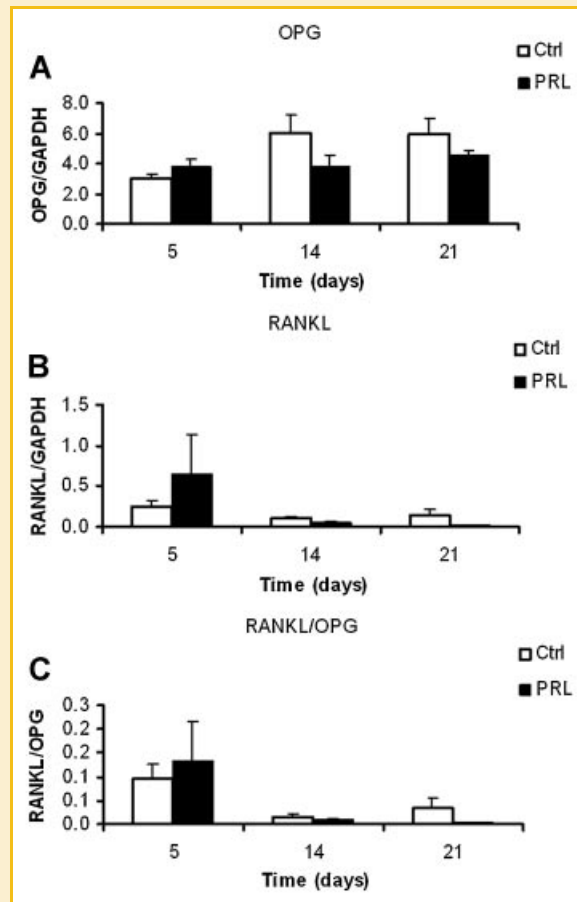 OPG
A
Ctrl
PRL
OPG/GAPDH
8.0
6.0
4.0
2.0
0.0
5 14 21
Time (days)
RANKL
B
Ctrl
PRL
RANKL/GAPDH
1.5
1.0
0.5
0.0
5 14 21
Time (days)
RANKL/OPG
C
Ctrl
PRL
RANKL/OPG
0.3
0.2
0.2
0.1
0.1
0.0
5 14 21
Time (days)